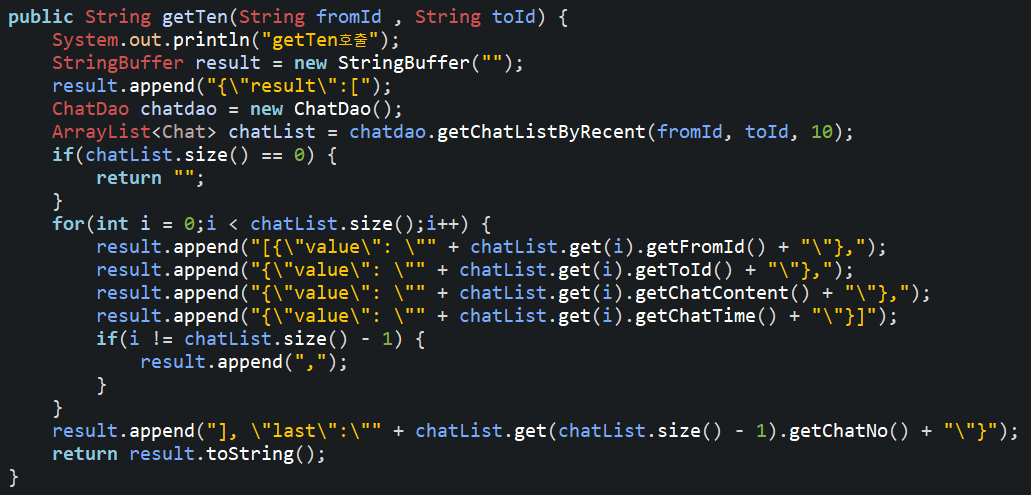 public String getTen(String fromId , String toId) {
    System.out.println("getTen호출");
    StringBuffer result = new StringBuffer("");
    result.append("{\"result\":[");
    ChatDao chatdao = new ChatDao();
    ArrayList<Chat> chatList = chatdao.getChatListByRecent(fromId, toId, 10);
    if(chatList.size() == 0) {
        return "";
    }
    for(int i = 0;i < chatList.size();i++) {
        result.append("[{\"value\": \"" + chatList.get(i).getFromId() + "\"},");
        result.append("{\"value\": \"" + chatList.get(i).getToId() + "\"},");
        result.append("{\"value\": \"" + chatList.get(i).getChatContent() + "\"},");
        result.append("{\"value\": \"" + chatList.get(i).getChatTime() + "\"}]");
        if(i != chatList.size() - 1) {
            result.append(",");
        }
    }
    result.append("], \"last\":\"" + chatList.get(chatList.size() - 1).getChatNo() + "\"}");
    return result.toString();
}